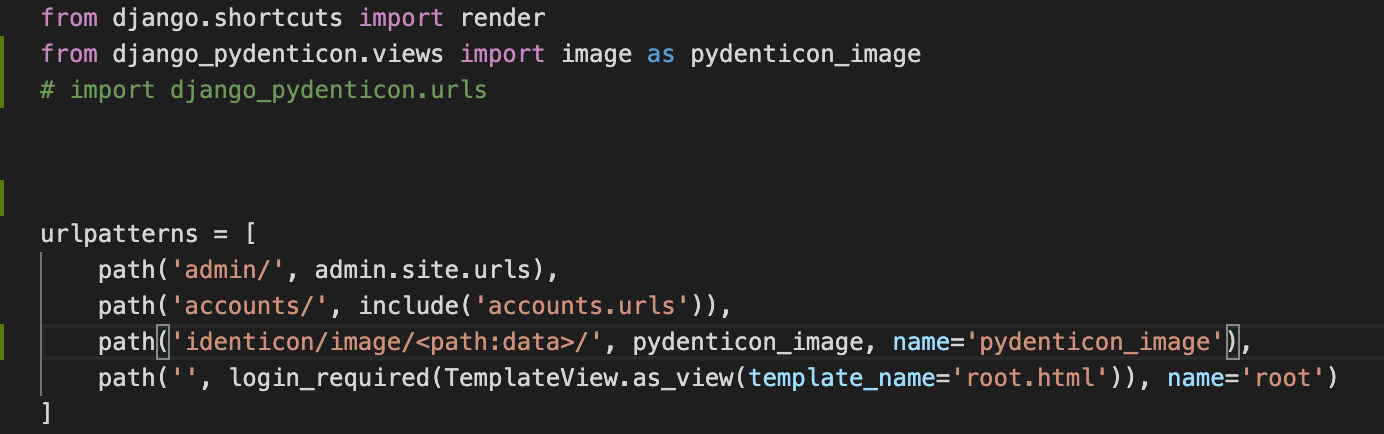 from django.shortcuts import render
from django_pydenticon.views import image as pydenticon_image
# import django_pydenticon.urls
urlpatterns = [
    path('admin/', admin.site.urls),
    path('accounts/', include('accounts.urls')),
    path('identicon/image/<path:data>/', pydenticon_image, name='pydenticon_image'),
    path('', login_required(TemplateView.as_view(template_name='root.html')), name='root')
]